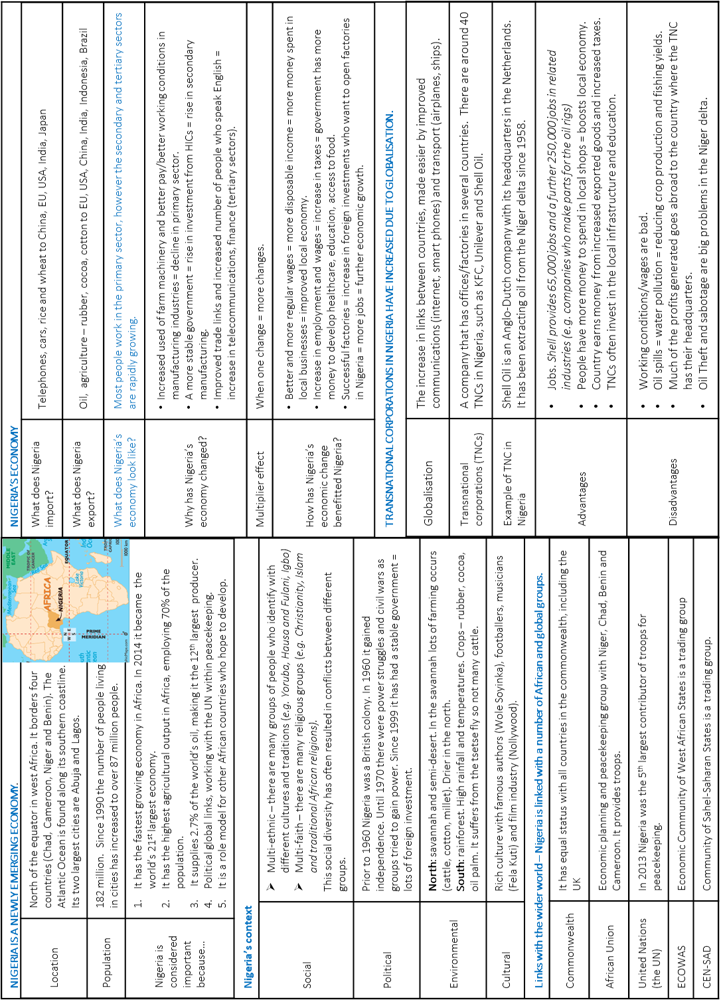 NIGERIA IS A NEWLY EMERGING ECONOMY.
Location
North of the equator in west Africa. It borders four
countries (Chad, Cameroon, Niger and Benin). The
Atlantic Ocean is found along its southern coastline.
Its two largest cities are Abuja and Lagos.
Population
182 million. Since 1990 the number of people living
in cities has increased to over 87 million people.
MIDDLE
EAST
Mediterranean
Sea
Red Sea
TROPIC OF
CANCER
AFRICA
NIGERIA
EQUATOR
Lake
Victoria
N
W E
S
PRIME
MERIDIAN
0°
1000 km
Nigeria is
considered
important
because...
1. It has the fastest growing economy in Africa. In 2014 it became the
world's 21st largest economy.
2. It has the highest agricultural output in Africa, employing 70% of the
population.
3. It supplies 2.7% of the world's oil, making it the 12th largest producer.
4. Political global links, working with the UN within peacekeeping.
5. It is a role model for other African countries who hope to develop.
Nigeria's context
Social
➢ Multi-ethnic – there are many groups of people who identify with
different cultures and traditions (e.g. Yoruba, Hausa and Fulani, Igbo)
➢ Multi-faith – there are many religious groups (e.g. Christianity, Islam
and traditional African religions).
This social diversity has often resulted in conflicts between different
groups.
Political
Prior to 1960 Nigeria was a British colony. In 1960 it gained
independence. Until 1970 there were power struggles and civil wars as
groups tried to gain power. Since 1999 it has had a stable government =
lots of foreign investment.
Environmental
North: savannah and semi-desert. In the savannah lots of farming occurs
(cattle, cotton, millet), Drier in the north.
South: rainforest. High rainfall and temperatures. Crops – rubber, cocoa,
oil palm. It suffers from the tsetse fly so not many cattle.
Cultural
Rich culture with famous authors (Wole Soyinka), footballers, musicians
(Fela Kuti) and film industry (Nollywood).
Links with the wider world – Nigeria is linked with a number of African and global groups.
Commonwealth
It has equal status with all countries in the commonwealth, including the
UK
African Union
Economic planning and peacekeeping group with Niger, Chad, Benin and
Cameroon. It provides troops.
United Nations
(the UN)
In 2013 Nigeria was the 5th largest contributor of troops for
peacekeeping.
ECOWAS
Economic Community of West African States is a trading group
CEN-SAD
Community of Sahel-Saharan States is a trading group.
NIGERIA'S ECONOMY
What does Nigeria
import?
Telephones, cars, rice and wheat to China, EU, USA, India, Japan
What does Nigeria
export?
Oil, agriculture – rubber, cocoa, cotton to EU, USA, China, India, Indonesia, Brazil
What does Nigeria's
economy look like?
Most people work in the primary sector, however the secondary and tertiary sectors
are rapidly growing.
Why has Nigeria's
economy changed?
• Increased used of farm machinery and better pay/better working conditions in
manufacturing industries = decline in primary sector.
• A more stable government = rise in investment from HICs = rise in secondary
manufacturing.
• Improved trade links and increased number of people who speak English =
increase in telecommunications, finance (tertiary sectors).
Multiplier effect
When one change = more changes.
How has Nigeria's
economic change
benefitted Nigeria?
• Better and more regular wages = more disposable income = more money spent in
local businesses = improved local economy.
• Increase in employment and wages = increase in taxes = government has more
money to develop healthcare, education, access to food.
• Successful factories = increase in foreign investments who want to open factories
in Nigeria = more jobs = further economic growth.
TRANSNATIONAL CORPORATIONS IN NIGERIA HAVE INCREASED DUE TO GLOBALISATION.
Globalisation
The increase in links between countries, made easier by improved
communications (internet, smart phones) and transport (airplanes, ships).
Transnational
corporations (TNCs)
A company that has offices/factories in several countries. There are around 40
TNCs in Nigeria, such as KFC, Unilever and Shell Oil.
Example of TNC in
Nigeria
Shell Oil is an Anglo-Dutch company with its headquarters in the Netherlands.
It has been extracting oil from the Niger delta since 1958.
Advantages
• Jobs. Shell provides 65,000 jobs and a further 250,000 jobs in related
industries (e.g. companies who make parts for the oil rigs)
• People have more money to spend in local shops = boosts local economy.
• Country earns money from increased exported goods and increased taxes.
• TNCs often invest in the local infrastructure and education.
Disadvantages
• Working conditions/wages are bad.
• Oil spills = water pollution = reducing crop production and fishing yields.
• Much of the profits generated goes abroad to the country where the TNC
has their headquarters.
• Oil Theft and sabotage are big problems in the Niger delta.